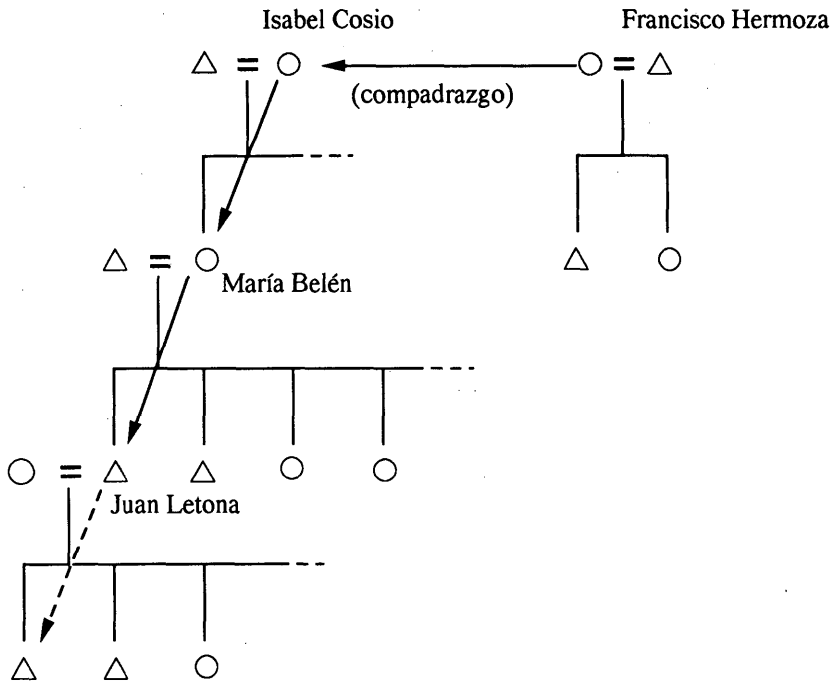 Isabel Cosio Francisco Hermoza
(compadrazgo)
María Belén
Juan Letona